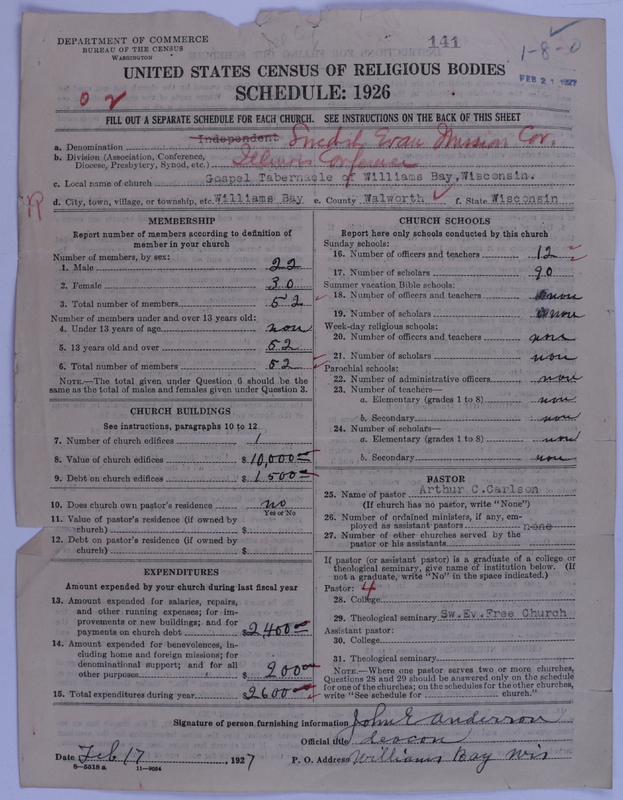 DEPARTMENT OF COMMERCE
BUREAU OF THE CENSUS
WASHINGTON
141
1-8-0
FEB 21 1927
UNITED STATES CENSUS OF RELIGIOUS BODIES
SCHEDULE: 1926
FILL OUT A SEPARATE SCHEDULE FOR EACH CHURCH. SEE INSTRUCTIONS ON THE BACK OF THIS SHEET
a. Denomination Independent Swedish Evan Mission Cov.
b. Division (Association, Conference, Diocese, Presbytery, Synod, etc.) Illinois Conference
c. Local name of church Gospel Tabernacle of Williams Bay, Wisconsin.
d. City, town, village, or township, etc. Williams Bay e. County Walworth f. State Wisconsin
MEMBERSHIP
Report number of members according to definition of
member in your church
Number of members, by sex:
1. Male 22
2. Female 30
3. Total number of members 52
Number of members under and over 13 years old:
4. Under 13 years of age non
5. 13 years old and over 52
6. Total number of members 52
NOTE.—The total given under Question 6 should be the
same as the total of males and females given under Question 3.
CHURCH BUILDINGS
See instructions, paragraphs 10 to 12
7. Number of church edifices 1
8. Value of church edifices $ 10,000
9. Debt on church edifices $ 1500
10. Does church own pastor's residence no
Yes or No
11. Value of pastor's residence (if owned by
church) $
12. Debt on pastor's residence (if owned by
church) $
EXPENDITURES
Amount expended by your church during last fiscal year
13. Amount expended for salaries, repairs,
and other running expenses; for im-
provements or new buildings; and for
payments on church debt $ 2400
14. Amount expended for benevolences, in-
cluding home and foreign missions; for
denominational support; and for all
other purposes $ 200
15. Total expenditures during year $ 2600
CHURCH SCHOOLS
Report here only schools conducted by this church
Sunday schools:
16. Number of officers and teachers 12
17. Number of scholars 90
Summer vacation Bible schools:
18. Number of officers and teachers non
19. Number of scholars non
Week-day religious schools:
20. Number of officers and teachers non
21. Number of scholars non
Parochial schools:
22. Number of administrative officers non
23. Number of teachers—
a. Elementary (grades 1 to 8) non
b. Secondary non
24. Number of scholars—
a. Elementary (grades 1 to 8) non
b. Secondary non
PASTOR
25. Name of pastor Arthur C. Carlson
(If church has no pastor, write "None")
26. Number of ordained ministers, if any, em-
ployed as assistant pastors none
27. Number of other churches served by the
pastor or his assistants
If pastor (or assistant pastor) is a graduate of a college or
theological seminary, give name of institution below. (If
not a graduate, write "No" in the space indicated.)
Pastor: 4
28. College
29. Theological seminary Sw. Ev. Free Church
Assistant pastor:
30. College
31. Theological seminary
NOTE.—Where one pastor serves two or more churches,
Questions 28 and 29 should be answered only on the schedule
for one of the churches; on the schedules for the other churches,
write "See schedule for church."
Signature of person furnishing information John E Anderson
Official title deacon
Date Feb 17, 1927 P. O. Address Williams Bay Wis
8-5518 a 11-9064